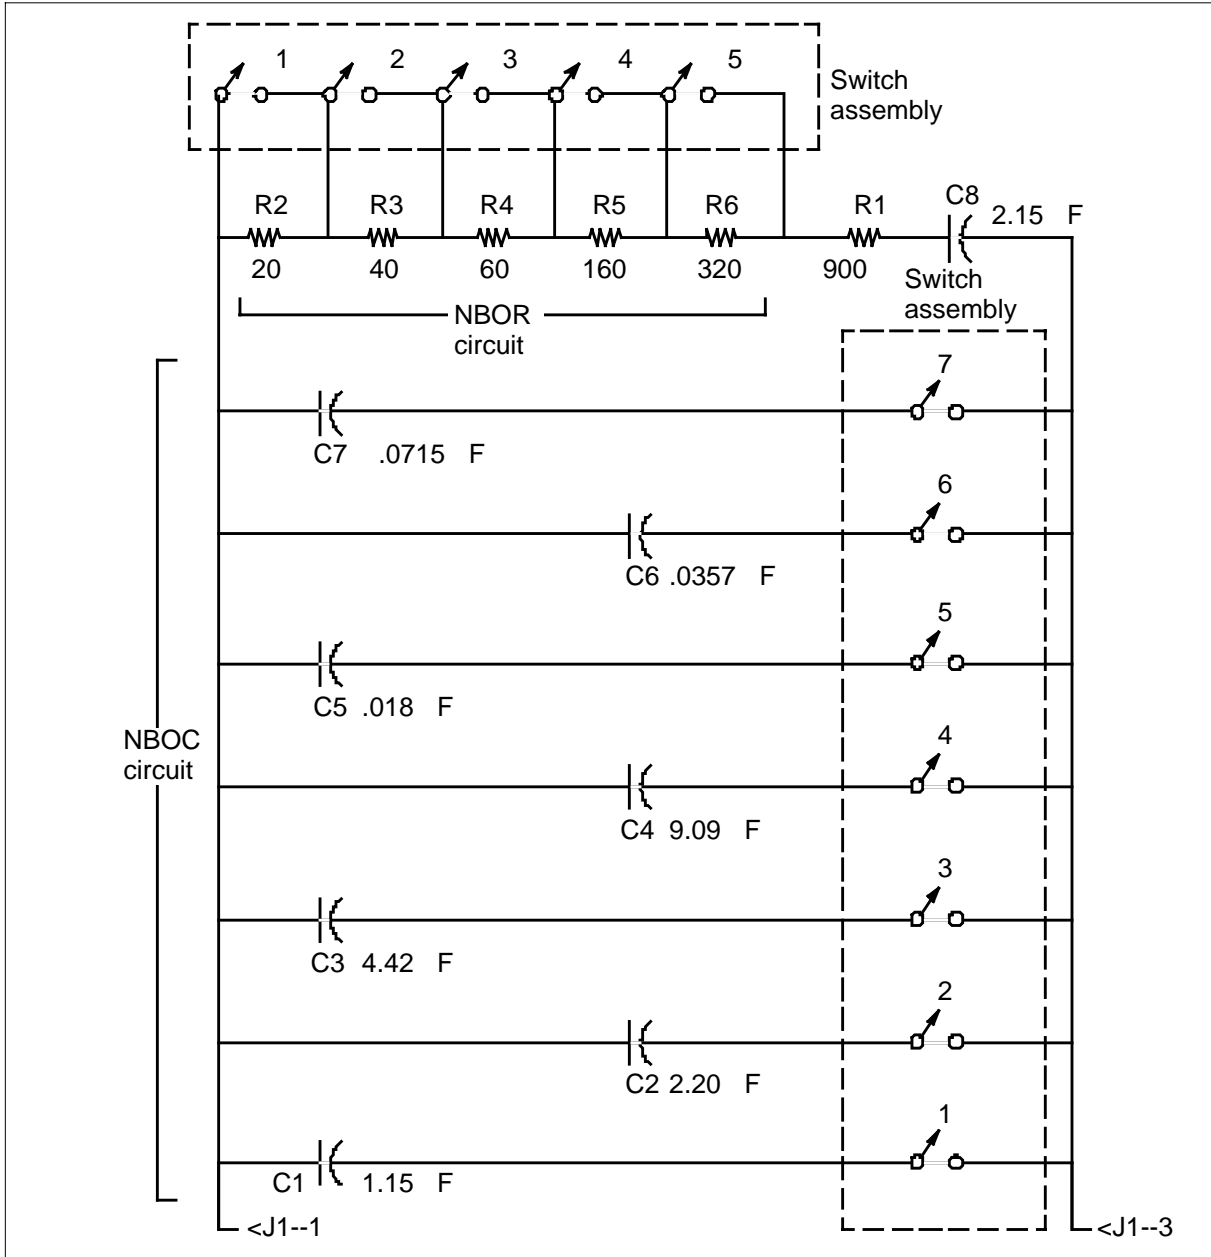 1 2 3 4 5
Switch
assembly
R2 R3 R4 R5 R6 R1 C8 2.15 F
20 40 60 160 320 900
Switch
assembly
NBOR
circuit
7
C7 .0715 F
6
C6 .0357 F
5
C5 .018 F
NBOC
circuit
4
C4 9.09 F
3
C3 4.42 F
2
C2 2.20 F
1
C1 1.15 F
<J1--1 <J1--3